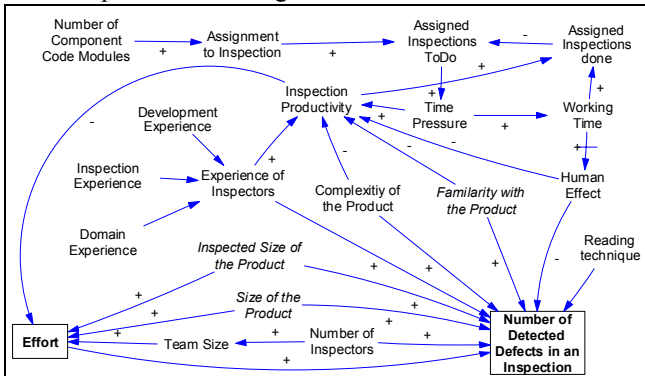 Number of
Component
Code Modules
+
Assignment
to Inspection
+
Assigned
Inspections
ToDo
-
Assigned
Inspections
done
+
+
+
Inspection
Productivity
+
Time
Pressure
+
Working
Time
+
-
Development
Experience
Inspection
Experience
Domain
Experience
+
Experience of
Inspectors
-
-
-
Complexitiy of
the Product
Familarity with
the Product
Human
Effect
Inspected Size of
the Product
+
+
+
-
Reading
technique
+
Size of the
Product
+
+
+
+
+
Effort
+
Team Size
+
Number of
Inspectors
+
+
Number of
Detected
Defects in an
Inspection